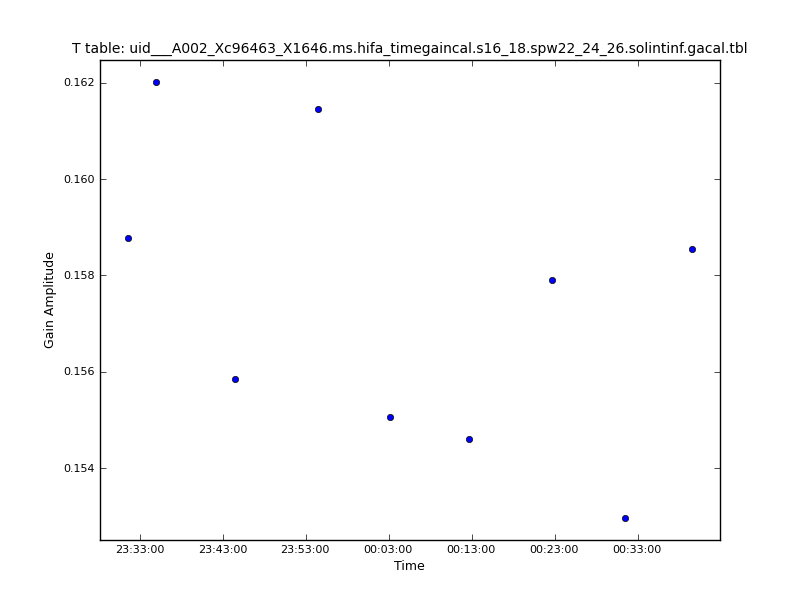 T table: uid___A002_Xc96463_X1646.ms.hifa_timegaincal.s16_18.spw22_24_26.solintinf.gacal.tbl
0.162
0.160
0.158
0.156
0.154
Gain Amplitude
23:33:00 23:43:00 23:53:00 00:03:00 00:13:00 00:23:00 00:33:00
Time